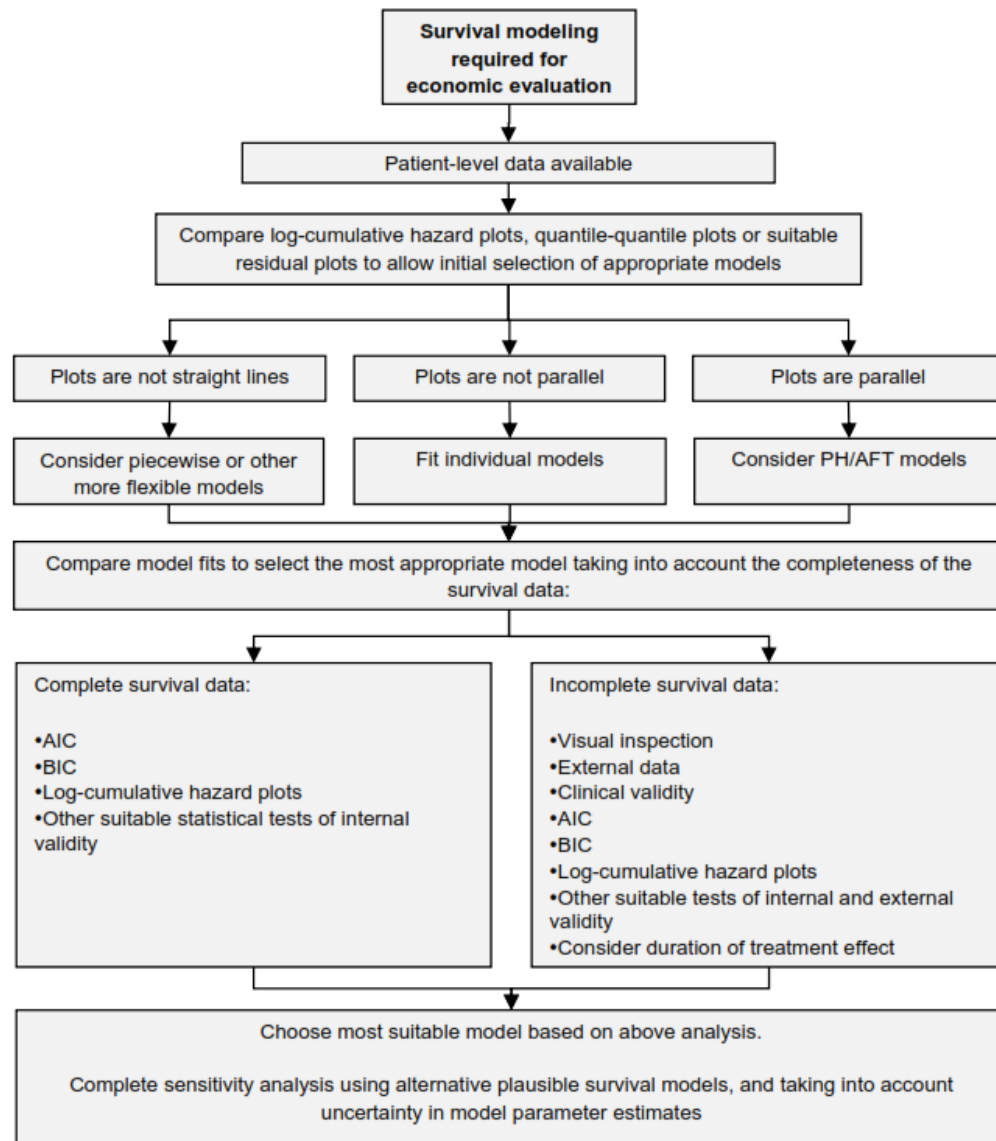 Survival modeling
required for
economic evaluation
Patient-level data available
Compare log-cumulative hazard plots, quantile-quantile plots or suitable
residual plots to allow initial selection of appropriate models
Plots are not straight lines
Plots are not parallel
Plots are parallel
Consider piecewise or other
more flexible models
Fit individual models
Consider PH/AFT models
Compare model fits to select the most appropriate model taking into account the completeness of the
survival data:
Complete survival data:
•AIC
•BIC
•Log-cumulative hazard plots
•Other suitable statistical tests of internal
validity
Incomplete survival data:
•Visual inspection
•External data
•Clinical validity
•AIC
•BIC
•Log-cumulative hazard plots
•Other suitable tests of internal and external
validity
•Consider duration of treatment effect
Choose most suitable model based on above analysis.
Complete sensitivity analysis using alternative plausible survival models, and taking into account
uncertainty in model parameter estimates